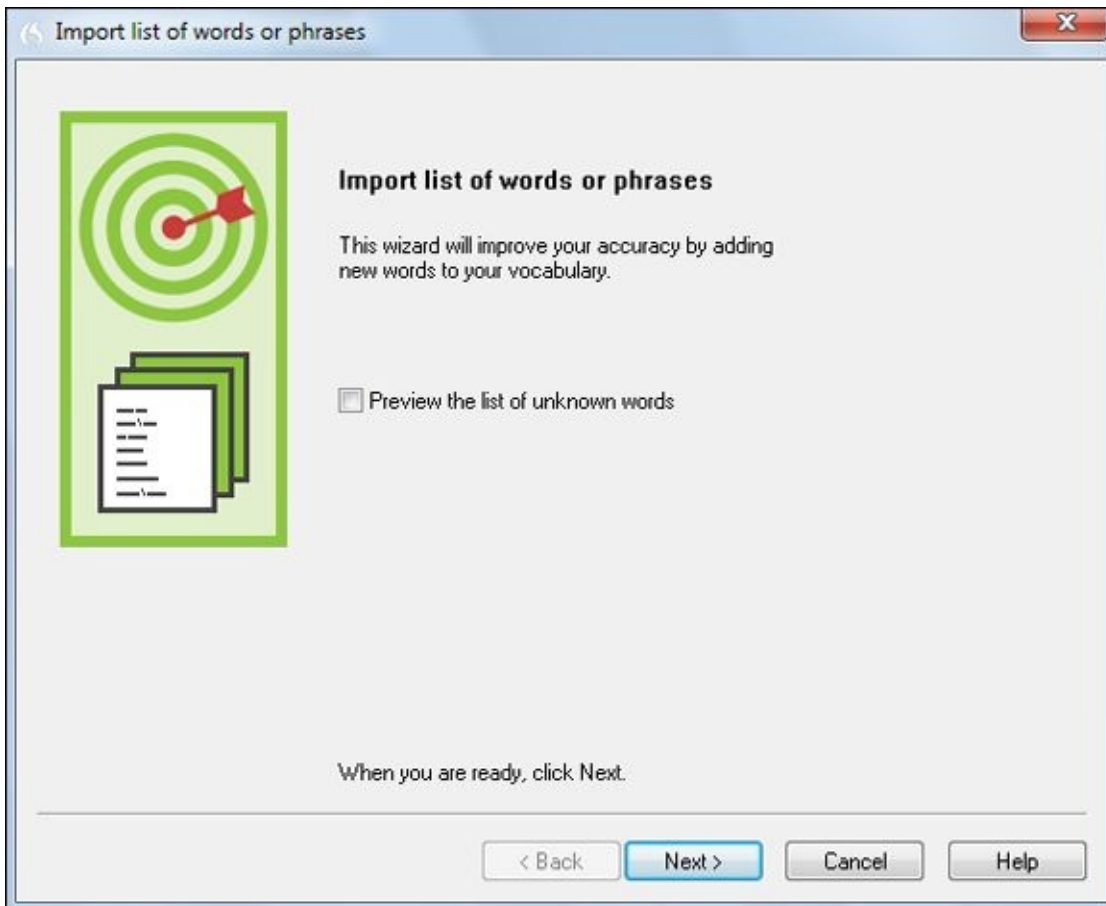 Import list of words or phrases
Import list of words or phrases
This wizard will improve your accuracy by adding
new words to your vocabulary.
Preview the list of unknown words
When you are ready, click Next.
< Back Next > Cancel Help